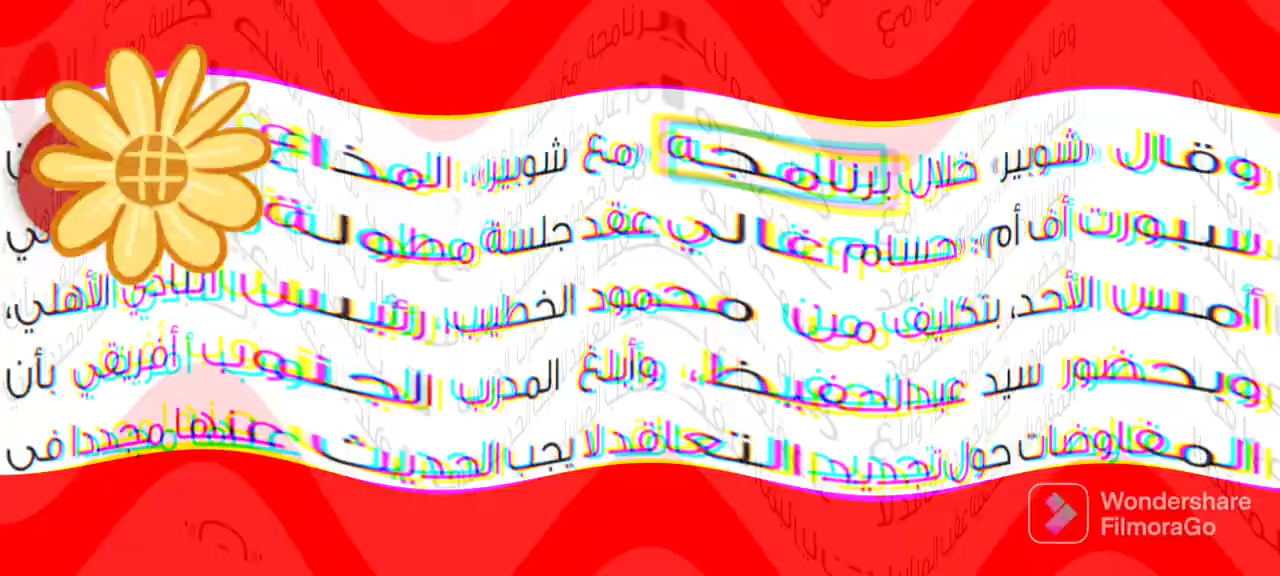 وقال «شوبير» خلال برنامجه «مع شوبير»، المذاع
سبورت أف أم: «حسام غالي عقد جلسة مطولة
أمس الأحد، بتكليف من محمود الخطيب، رئيس النادي الأهلي،
وبحضور سيد عبدالحفيظ، وأبلغ المدرب الجنوب أفريقي بأن
المفاوضات حول تجديد التعاقد لا يجب الحديث عنها مجددا في
Wondershare
FilmoraGo